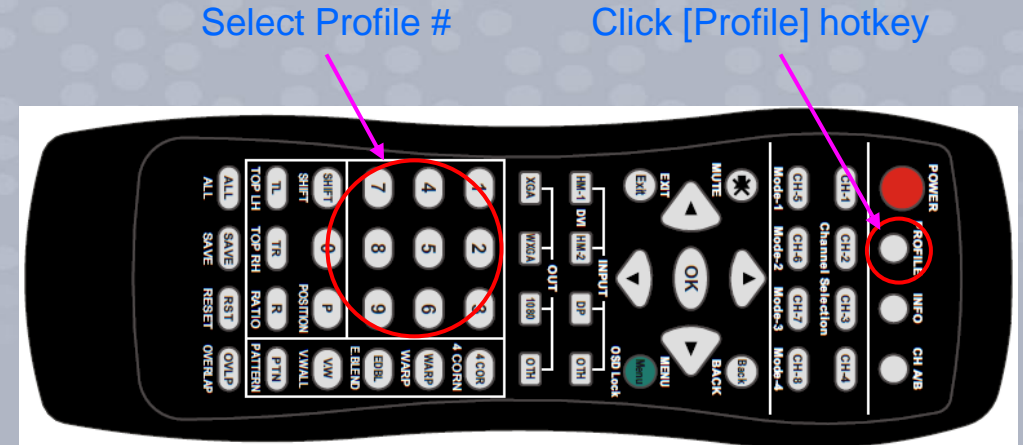 Select Profile # Click [Profile] hotkey
POWER PROFILE INFO CH A/B
CH-1 CH-2 CH-3 CH-4
Channel Selection
CH-5 CH-6 CH-7 CH-8
Mode-1 Mode-2 Mode-3 Mode-4
Back
MUTE BACK
OK
EXIT MENU
Exit Menu
OSD Lock
INPUT
HM-1 DVI HM-2 DP OTH
OUT
XGA WXGA 1080 OTH
1 2 3 4COR
4 CORN
4 5 6 WARP
WARP
7 8 9 EDBL
E.BLEND
SHIFT 0 P V.W
SHIFT POSITION V.WALL
TL TR R PTN
TOP LH TOP RH RATIO PATTERN
ALL SAVE RST OVLP
ALL SAVE RESET OVERLAP